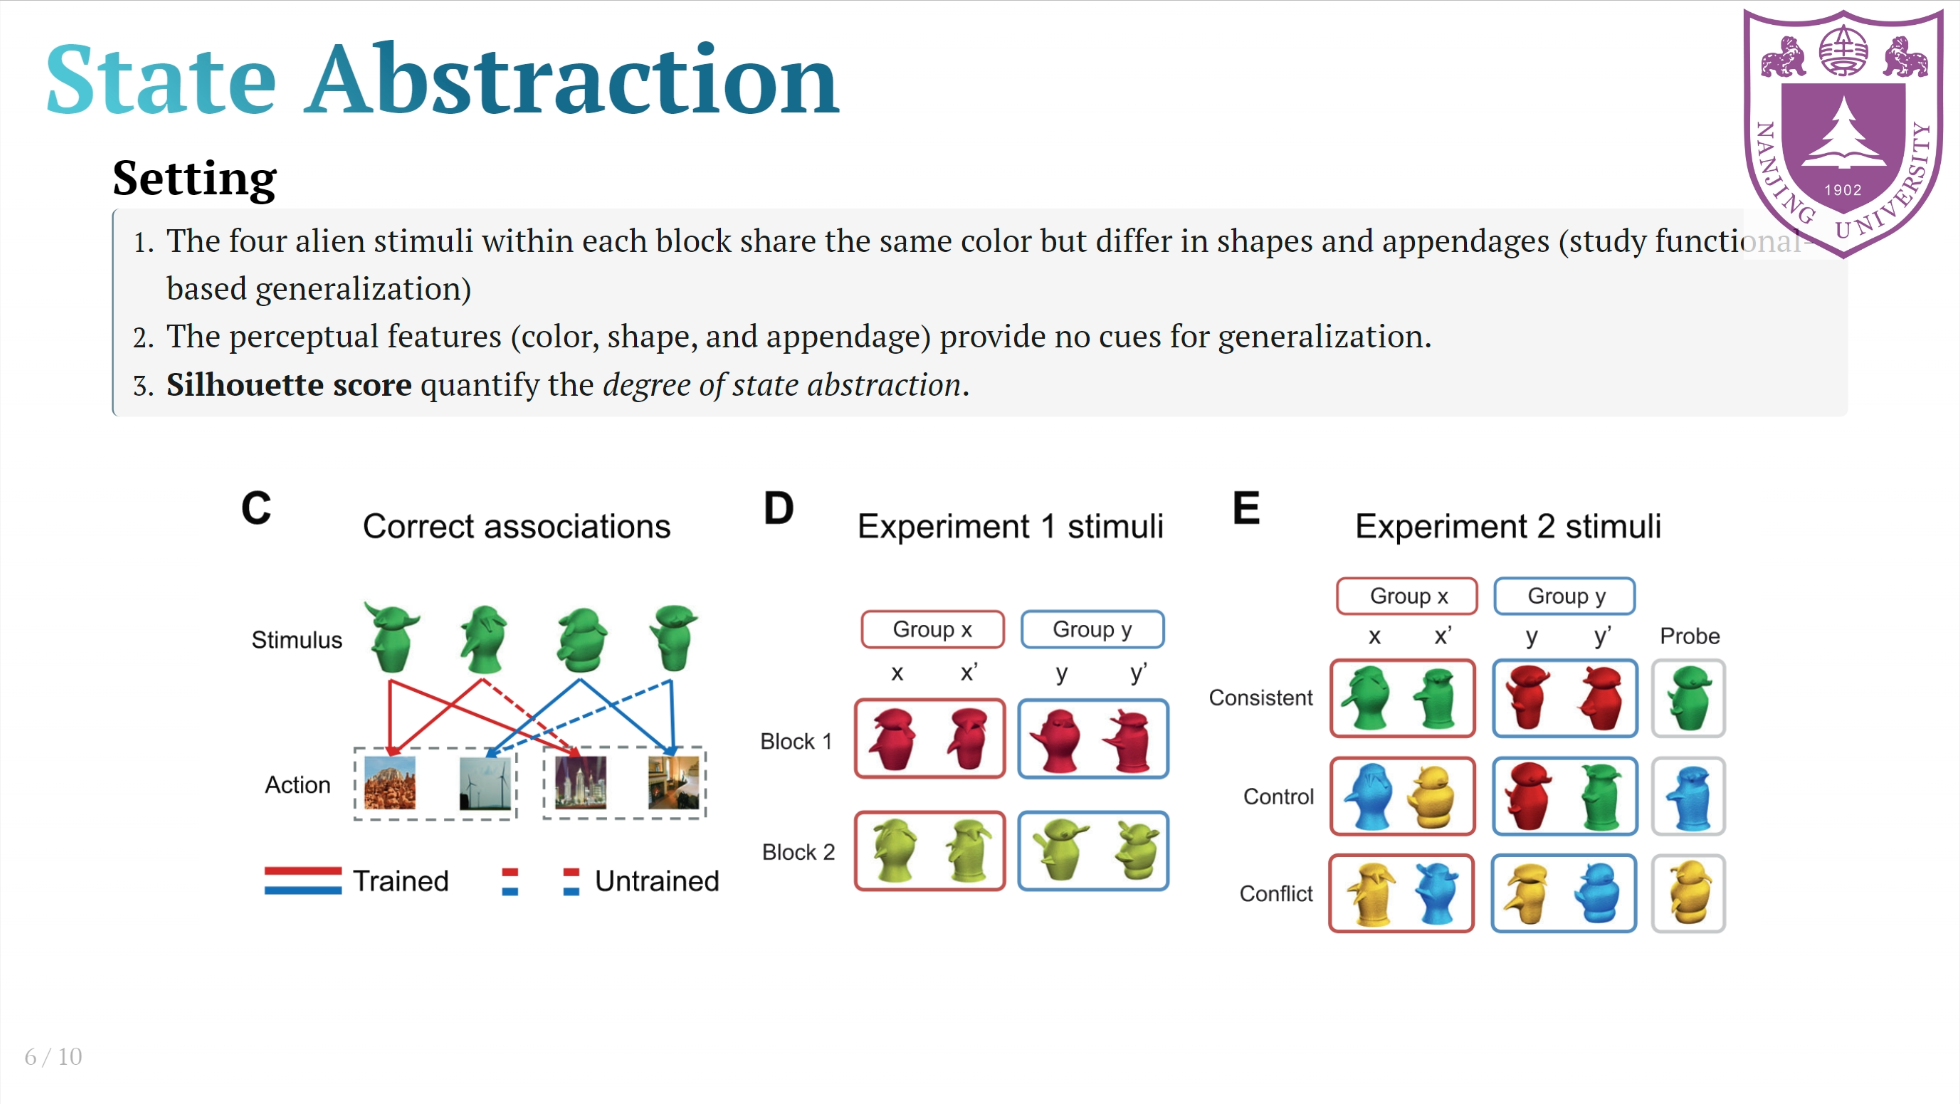 State Abstraction
NANJING UNIVERSITY
1902
Setting
1. The four alien stimuli within each block share the same color but differ in shapes and appendages (study functional-
based generalization)
2. The perceptual features (color, shape, and appendage) provide no cues for generalization.
3. Silhouette score quantify the degree of state abstraction.
C
Correct associations
Stimulus
Action
Trained
Untrained
D
Experiment 1 stimuli
Group x
Group y
x
x’
y
y’
Block 1
Block 2
E
Experiment 2 stimuli
Group x
Group y
x
x’
y
y’
Probe
Consistent
Control
Conflict
6 / 10